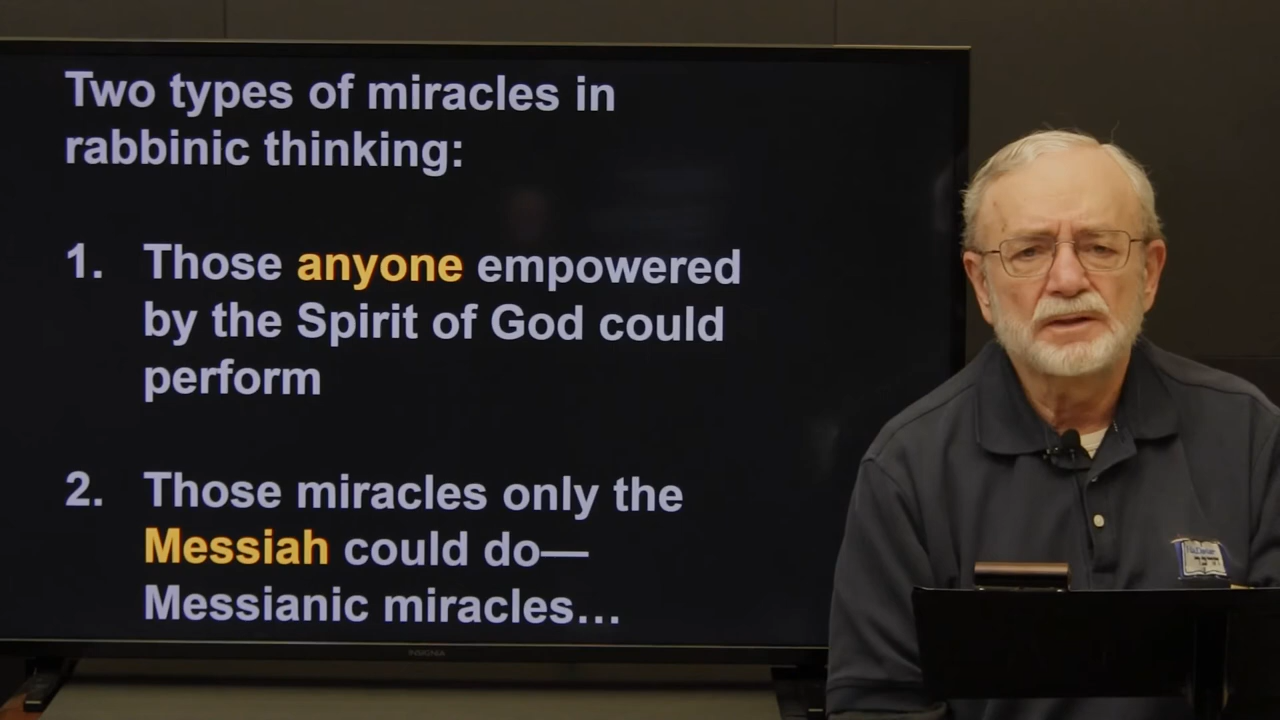 Two types of miracles in
rabbinic thinking:
1. Those anyone empowered
by the Spirit of God could
perform
2. Those miracles only the
Messiah could do—
Messianic miracles…
INSIGNIA